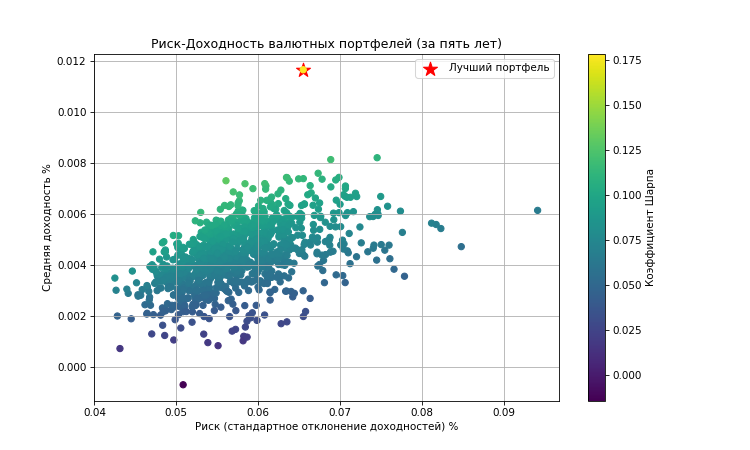 Риск-Доходность валютных портфелей (за пять лет)
Лучший портфель
Средняя доходность %
0.012
0.010
0.008
0.006
0.004
0.002
0.000
0.04 0.05 0.06 0.07 0.08 0.09
Риск (стандартное отклонение доходностей) %
0.175
0.150
0.125
0.100
0.075
0.050
0.025
0.000
Коэффициент Шарпа